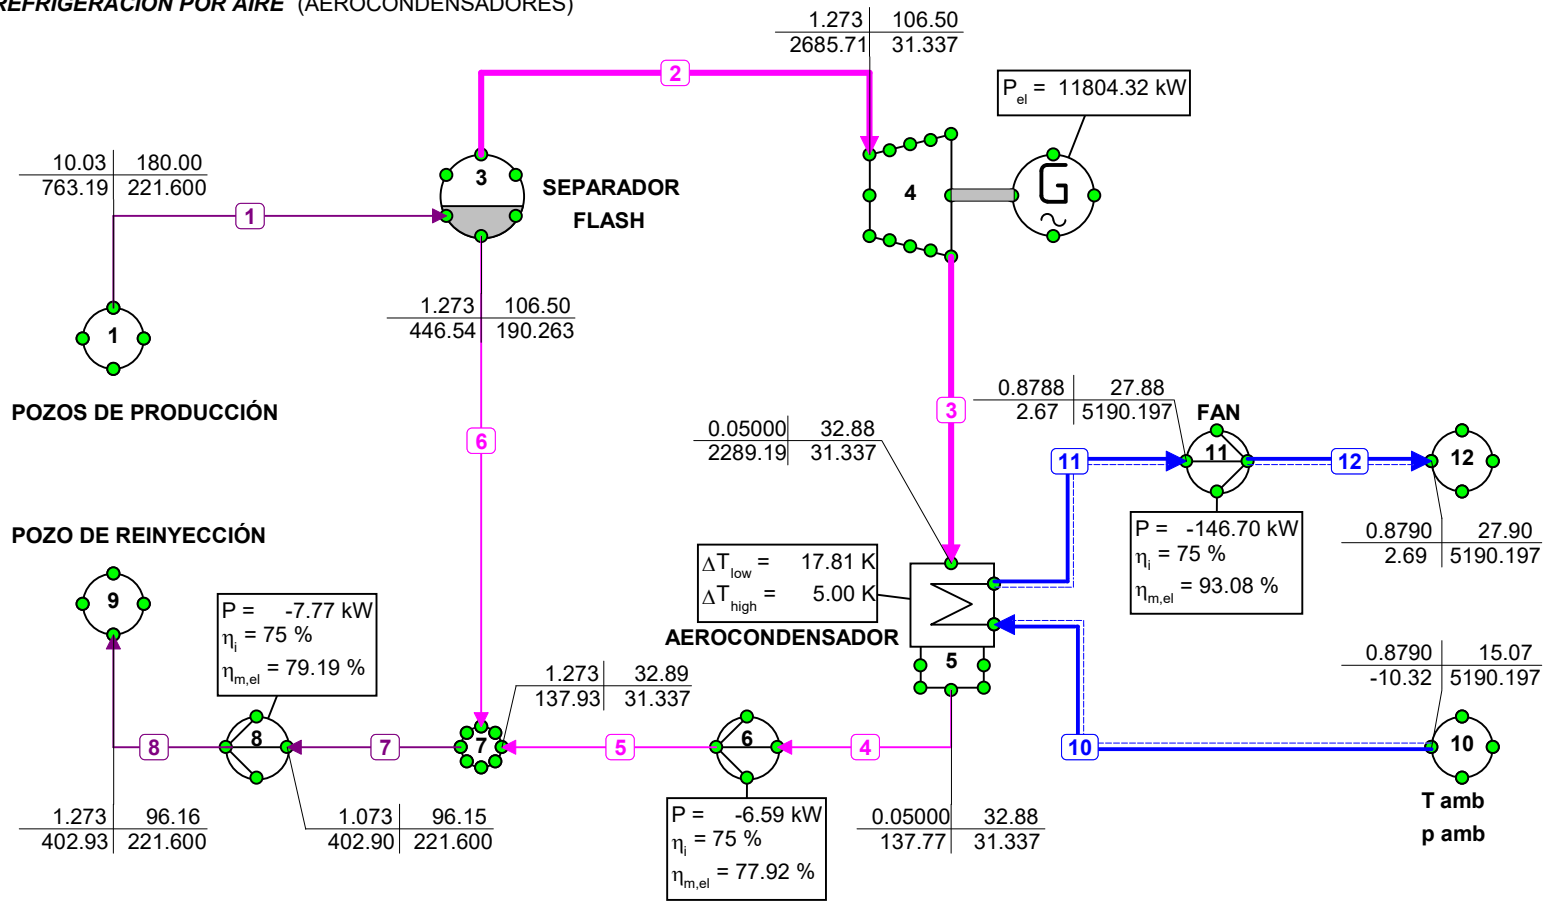 REFRIGERACIÓN POR AIRE (AEROCONDENSADORES)
1.273 106.50
2685.71 31.337
2
P el = 11804.32 kW
10.03 180.00
763.19 221.600
3
SEPARADOR
FLASH
4
G
~
1
1.273 106.50
446.54 190.263
1
POZOS DE PRODUCCIÓN
0.8788 27.88
2.67 5190.197
FAN
3
0.05000 32.88
2289.19 31.337
6
11
11
12
12
POZO DE REINYECCIÓN
P = -146.70 kW
ηi = 75 %
ηm,el = 93.08 %
0.8790 27.90
2.69 5190.197
ΔT low = 17.81 K
ΔT high = 5.00 K
9
P = -7.77 kW
ηi = 75 %
ηm,el = 79.19 %
AEROCONDENSADOR
5
1.273 32.89
137.93 31.337
0.8790 15.07
-10.32 5190.197
8
8
7
7
5
6
4
10
10
T amb
p amb
1.273 96.16
402.93 221.600
1.073 96.15
402.90 221.600
P = -6.59 kW
ηi = 75 %
ηm,el = 77.92 %
0.05000 32.88
137.77 31.337